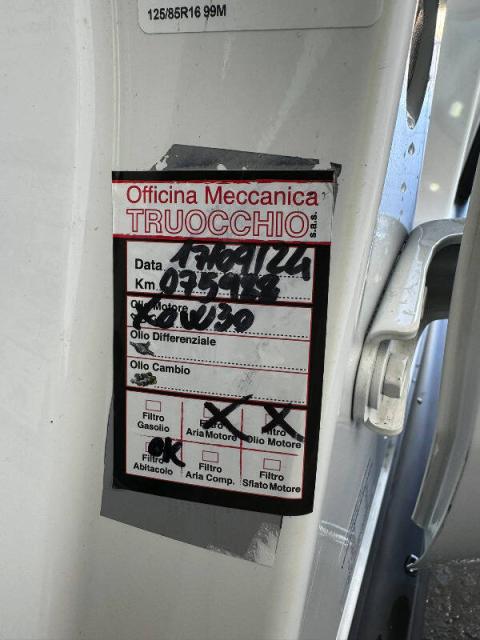 125/85R16 99M
Officina Meccanica
TRUOCCHIO s.a.s.
Data 17/09/24
Km. 075988
Olio Motore
X 0W30
Olio Differenziale
Olio Cambio
Filtro Gasolio
X Filtro Aria Motore
X Filtro Olio Motore
OK Filtro Abitacolo
Filtro Aria Comp.
Filtro Sfiato Motore